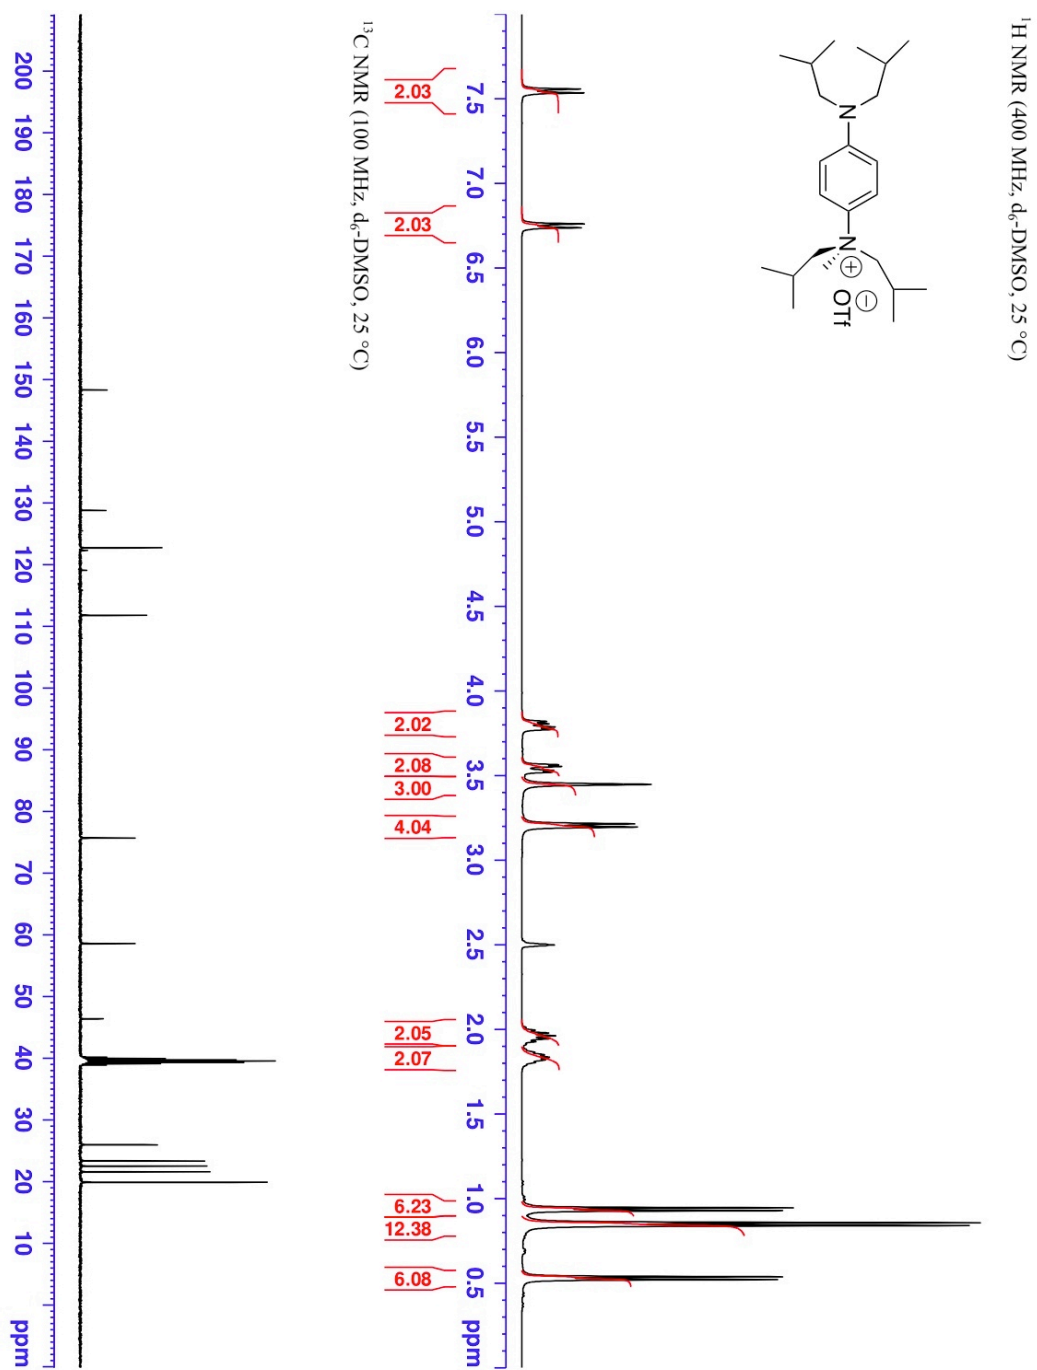 ¹H NMR (400 MHz, d₆-DMSO, 25 °C)
N
N
⊕
⊖
OTf
7.5 7.0 6.5 6.0 5.5 5.0 4.5 4.0 3.5 3.0 2.5 2.0 1.5 1.0 0.5 ppm
2.03 2.03 2.02 2.08 3.00 4.04 2.05 2.07 6.23 12.38 6.08
¹³C NMR (100 MHz, d₆-DMSO, 25 °C)
200 190 180 170 160 150 140 130 120 110 100 90 80 70 60 50 40 30 20 10 ppm